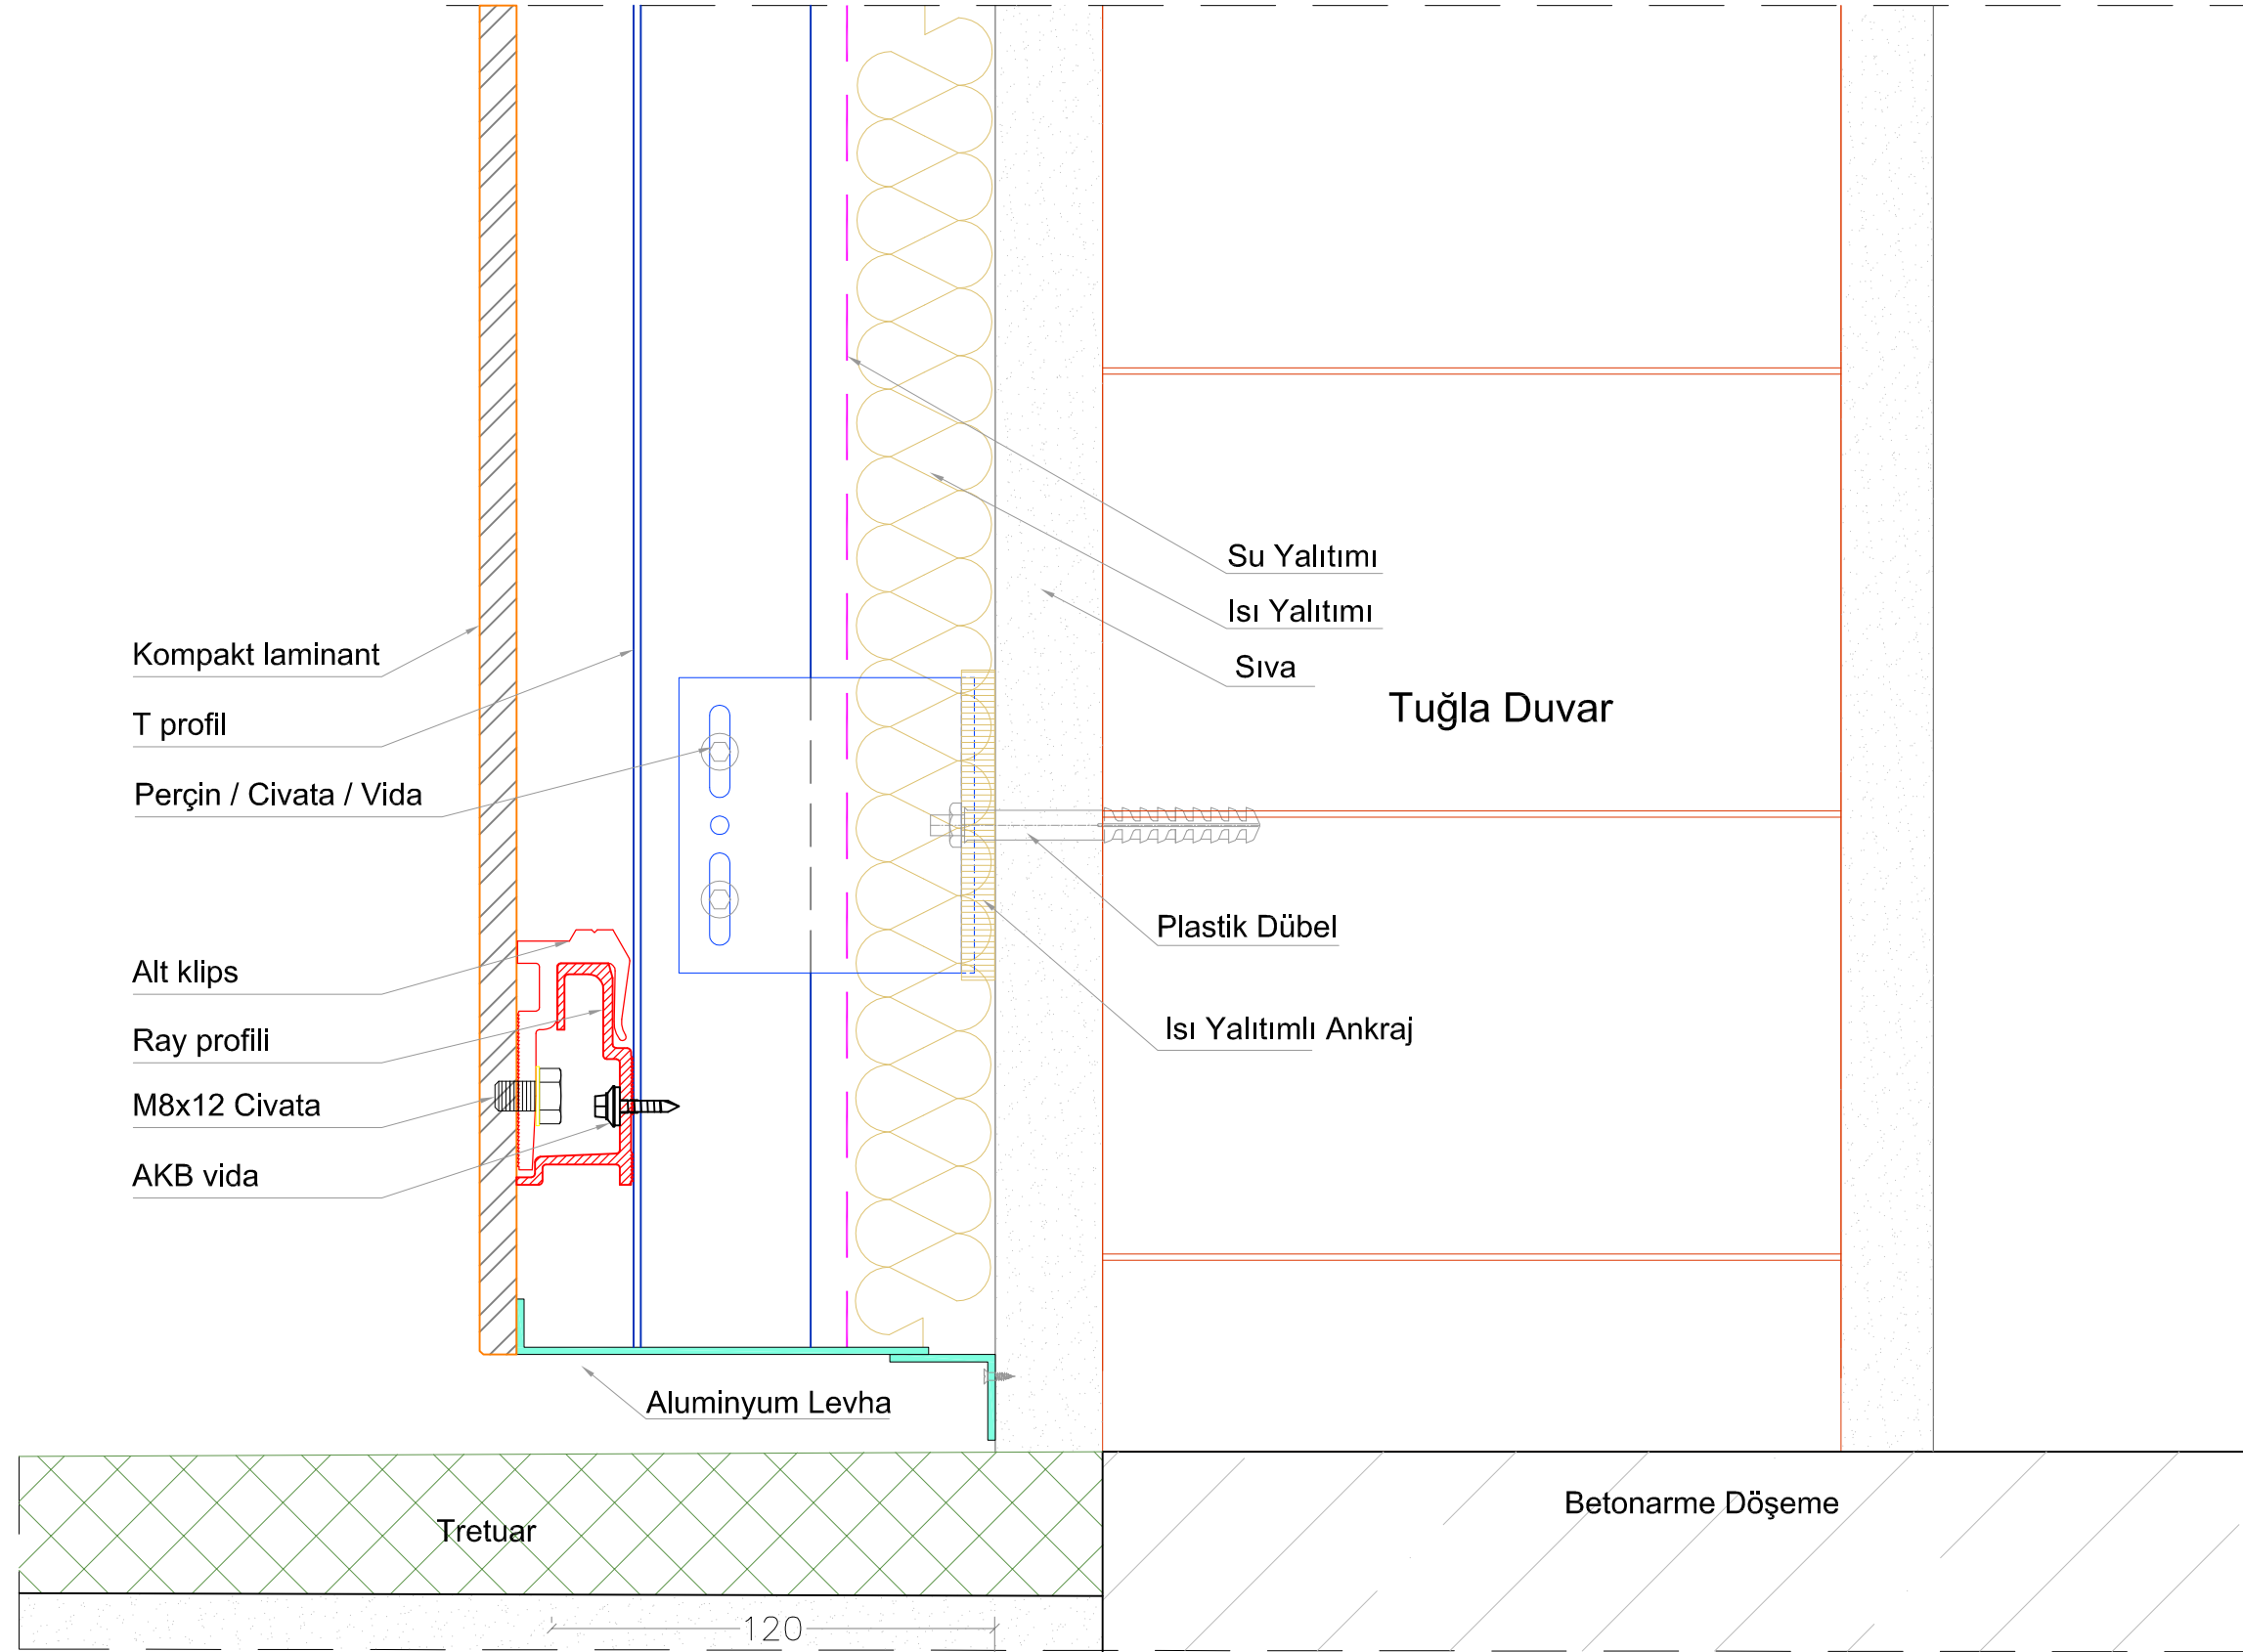 Su Yalıtımı
Isı Yalıtımı
Sıva
Kompakt laminant
T profil
Tuğla Duvar
Perçin / Civata / Vida
Plastik Dübel
Alt klips
Isı Yalıtımlı Ankraj
Ray profili
M8x12 Civata
AKB vida
Aluminyum Levha
Betonarme Döşeme
Tretuar
120